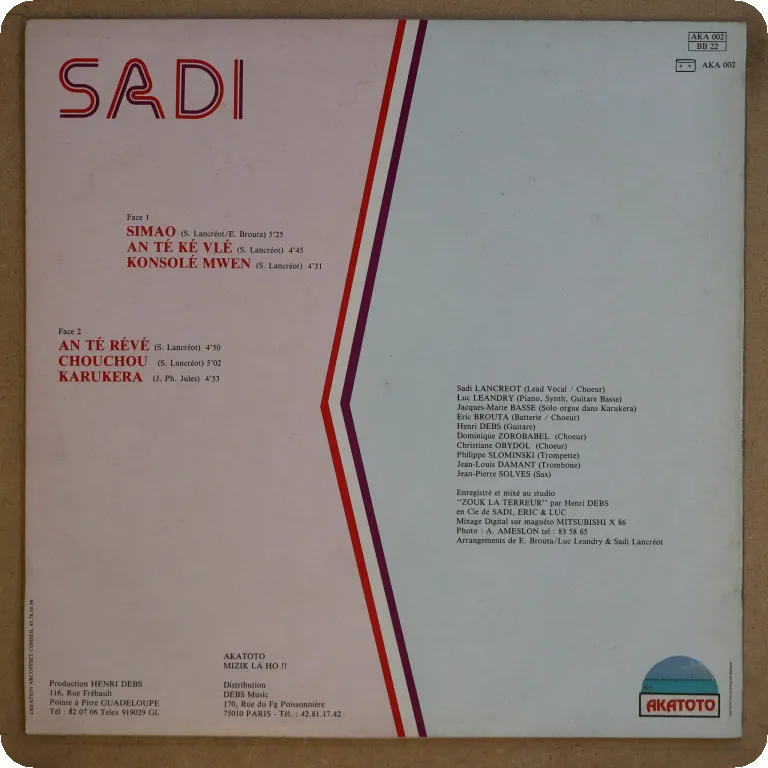 SADI
AKA 002
BB 22
AKA 002
Face 1
SIMAO (S. Lancréot/E. Brouta) 5'25
AN TÉ KÉ VLÉ (S. Lancréot) 4'45
KONSOLÉ MWEN (S. Lancréot) 4'31
Face 2
AN TÉ RÉVÉ (S. Lancréot) 4'50
CHOUCHOU (S. Lancréot) 5'02
KARUKERA (J. Ph. Jules) 4'53
Sadi LANCREOT (Lead Vocal / Choeur)
Luc LEANDRY (Piano, Synth, Guitare Basse)
Jacques-Marie BASSE (Solo orgue dans Karukera)
Eric BROUTA (Batterie / Choeur)
Henri DEBS (Guitare)
Dominique ZOROBABEL (Choeur)
Christiane OBYDOL (Choeur)
Philippe SLOMINSKI (Trompette)
Jean-Louis DAMANT (Trombone)
Jean-Pierre SOLVES (Sax)
Enregistré et mixé au studio
"ZOUK LA TERREUR" par Henri DEBS
en Cie de SADI, ERIC & LUC
Mixage Digital sur magnéto MITSUBISHI X 86
Photo : A. AMESLON tel : 83 58 65
Arrangements de E. Brouta/Luc Leandry & Sadi Lancréot
AKATOTO
MIZIK LA HO !!
Production HENRI DEBS
116, Rue Frébault
Pointe à Pitre GUADELOUPE
Tél : 82 07 06 Telex 919029 GL
Distribution
DEBS Music
170, Rue du Fg Poissonnière
75010 PARIS - Tél. : 42.81.17.42
AKATOTO